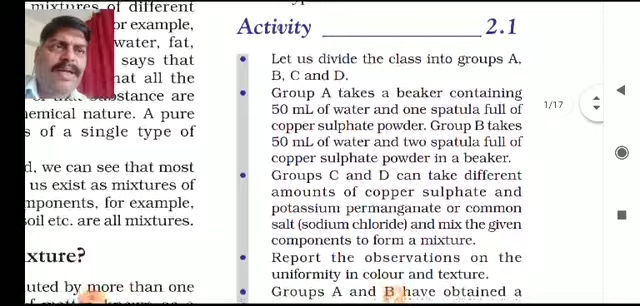 mixtures of different
or example,
water, fat,
says that
hat all the
substance are
hemical nature. A pure
s of a single type of
d, we can see that most
us exist as mixtures of
mponents, for example,
soil etc. are all mixtures.
xture?
uted by more than one
Activity 2.1
• Let us divide the class into groups A,
B, C and D.
• Group A takes a beaker containing
50 mL of water and one spatula full of
copper sulphate powder. Group B takes
50 mL of water and two spatula full of
copper sulphate powder in a beaker.
• Groups C and D can take different
amounts of copper sulphate and
potassium permanganate or common
salt (sodium chloride) and mix the given
components to form a mixture.
• Report the observations on the
uniformity in colour and texture.
• Groups A and B have obtained a
1/17